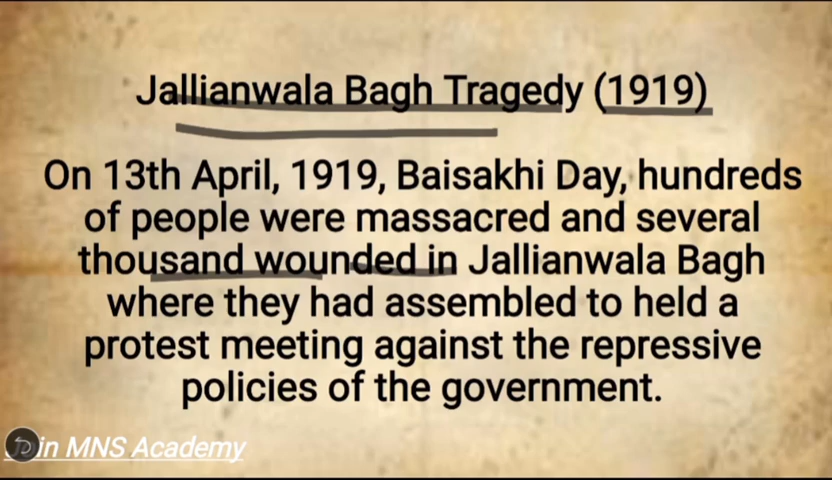 Jallianwala Bagh Tragedy (1919)
On 13th April, 1919, Baisakhi Day, hundreds
of people were massacred and several
thousand wounded in Jallianwala Bagh
where they had assembled to held a
protest meeting against the repressive
policies of the government.
in MNS Academy